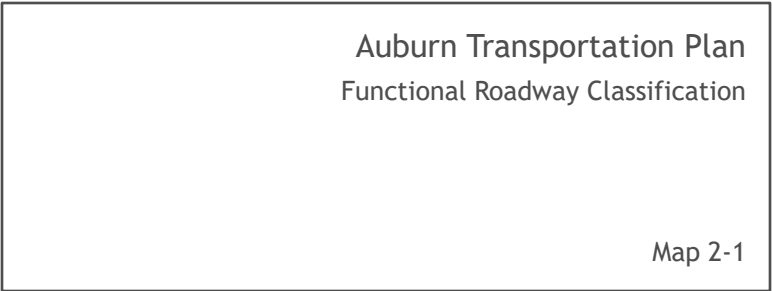 Auburn Transportation Plan
Functional Roadway Classification
Map 2-1